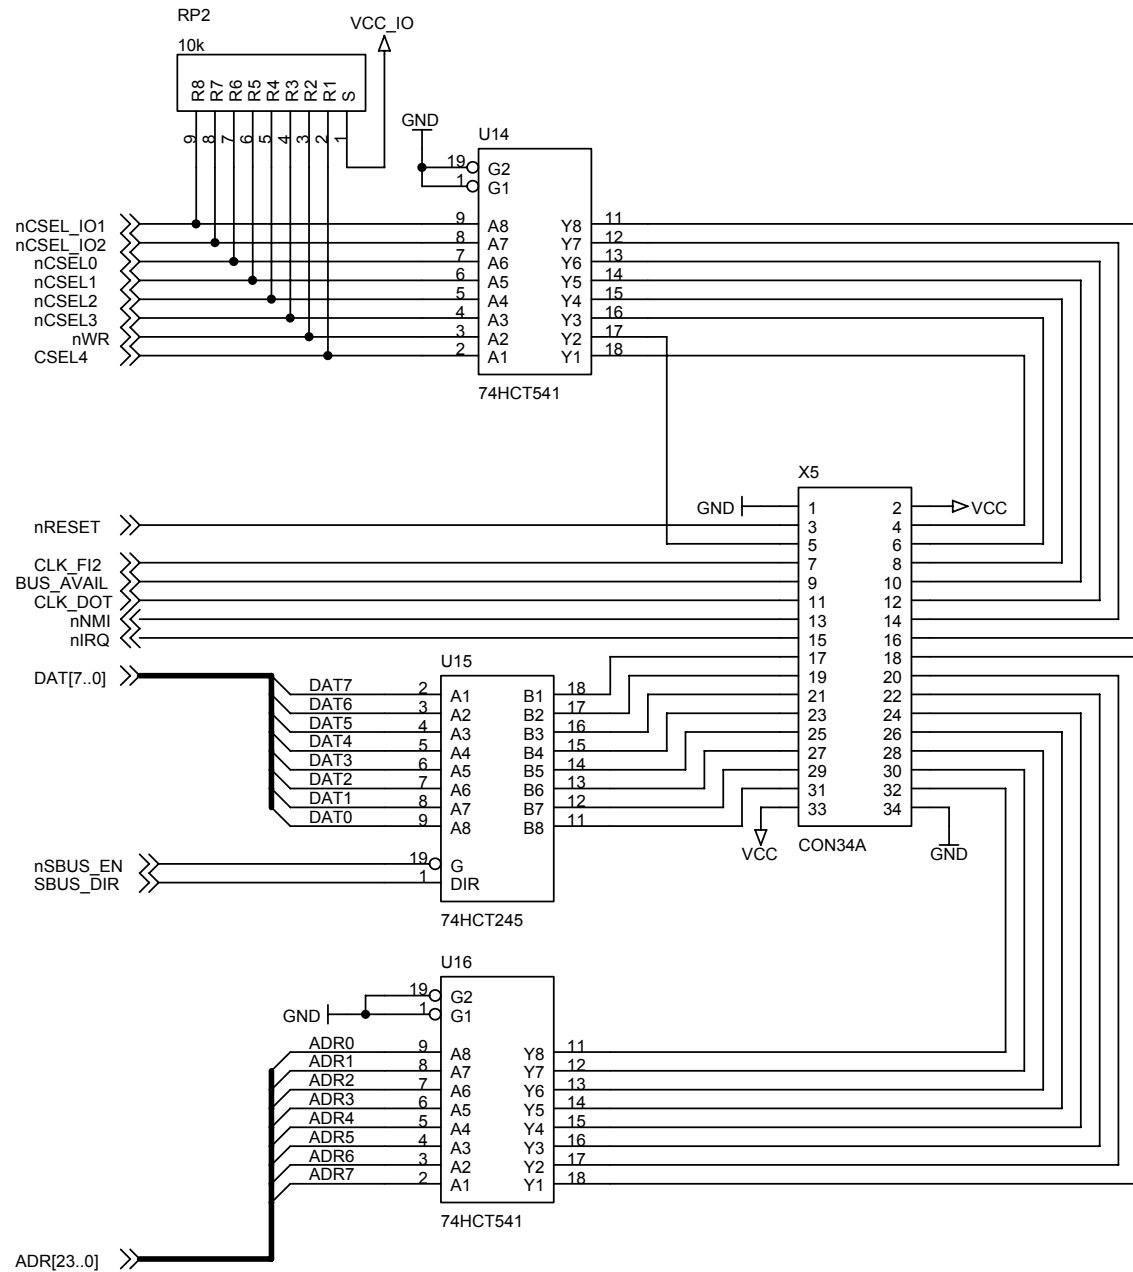 RP2
VCC_IO
10k
R8 R7 R6 R5 R4 R3 R2 R1 S
9 8 7 6 5 4 3 2 1
GND
U14
19 G2
1 G1
nCSEL_IO1 9 A8 Y8 11
nCSEL_IO2 8 A7 Y7 12
nCSEL0 7 A6 Y6 13
nCSEL1 6 A5 Y5 14
nCSEL2 5 A4 Y4 15
nCSEL3 4 A3 Y3 16
nWR 3 A2 Y2 17
CSEL4 2 A1 Y1 18
74HCT541
X5
GND 1 2 VCC
nRESET 3 4
5 6
CLK_FI2 7 8
BUS_AVAIL 9 10
CLK_DOT 11 12
nNMI 13 14
nIRQ 15 16
U15 17 18
DAT[7..0] 19 20
DAT7 2 A1 B1 18 21 22
DAT6 3 A2 B2 17 23 24
DAT5 4 A3 B3 16 25 26
DAT4 5 A4 B4 15 27 28
DAT3 6 A5 B5 14 29 30
DAT2 7 A6 B6 13 31 32
DAT1 8 A7 B7 12 33 34
DAT0 9 A8 B8 11
VCC CON34A GND
nSBUS_EN 19 G
SBUS_DIR 1 DIR
74HCT245
U16
19 G2
GND 1 G1
ADR0 9 A8 Y8 11
ADR1 8 A7 Y7 12
ADR2 7 A6 Y6 13
ADR3 6 A5 Y5 14
ADR4 5 A4 Y4 15
ADR5 4 A3 Y3 16
ADR6 3 A2 Y2 17
ADR7 2 A1 Y1 18
74HCT541
ADR[23..0]